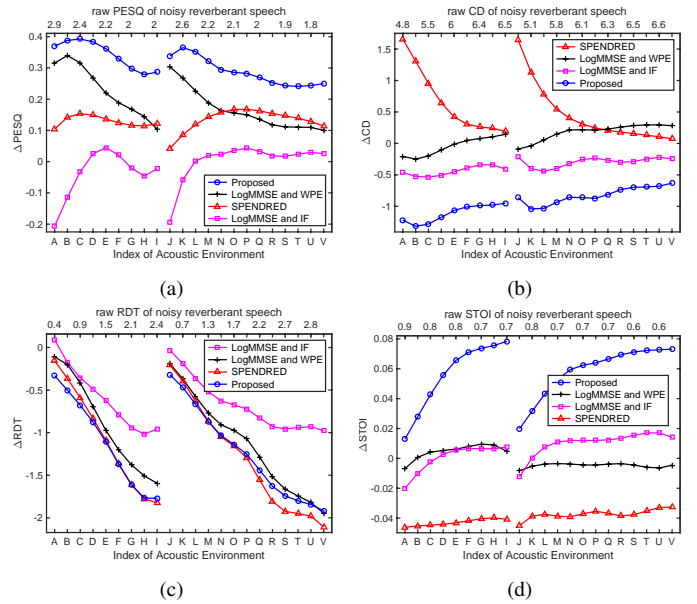 raw PESQ of noisy reverberant speech
2.9 2.4 2.2 2 2 2.6 2.2 2.1 2 1.9 1.8
0.4
0.3
0.2
0.1
0
-0.1
-0.2
Δ PESQ
Proposed
LogMMSE and WPE
SPENDRED
LogMMSE and IF
A B C D E F G H I J K L M N O P Q R S T U V
Index of Acoustic Environment
(a)
raw CD of noisy reverberant speech
4.8 5.5 6 6.4 6.5 5.1 5.8 6.1 6.3 6.5 6.6
1.5
1
0.5
0
-0.5
-1
ΔCD
SPENDRED
LogMMSE and WPE
LogMMSE and IF
Proposed
A B C D E F G H I J K L M N O P Q R S T U V
Index of Acoustic Environment
(b)
raw RDT of noisy reverberant speech
0.4 0.9 1.5 2.1 2.4 0.7 1.3 1.7 2.2 2.7 2.8
0
-0.5
-1
-1.5
-2
ΔRDT
LogMMSE and IF
LogMMSE and WPE
SPENDRED
Proposed
A B C D E F G H I J K L M N O P Q R S T U V
Index of Acoustic Environment
(c)
raw STOI of noisy reverberant speech
0.9 0.8 0.8 0.7 0.7 0.8 0.7 0.7 0.7 0.6 0.6
0.08
0.06
0.04
0.02
0
-0.02
-0.04
ΔSTOI
Proposed
LogMMSE and WPE
LogMMSE and IF
SPENDRED
A B C D E F G H I J K L M N O P Q R S T U V
Index of Acoustic Environment
(d)